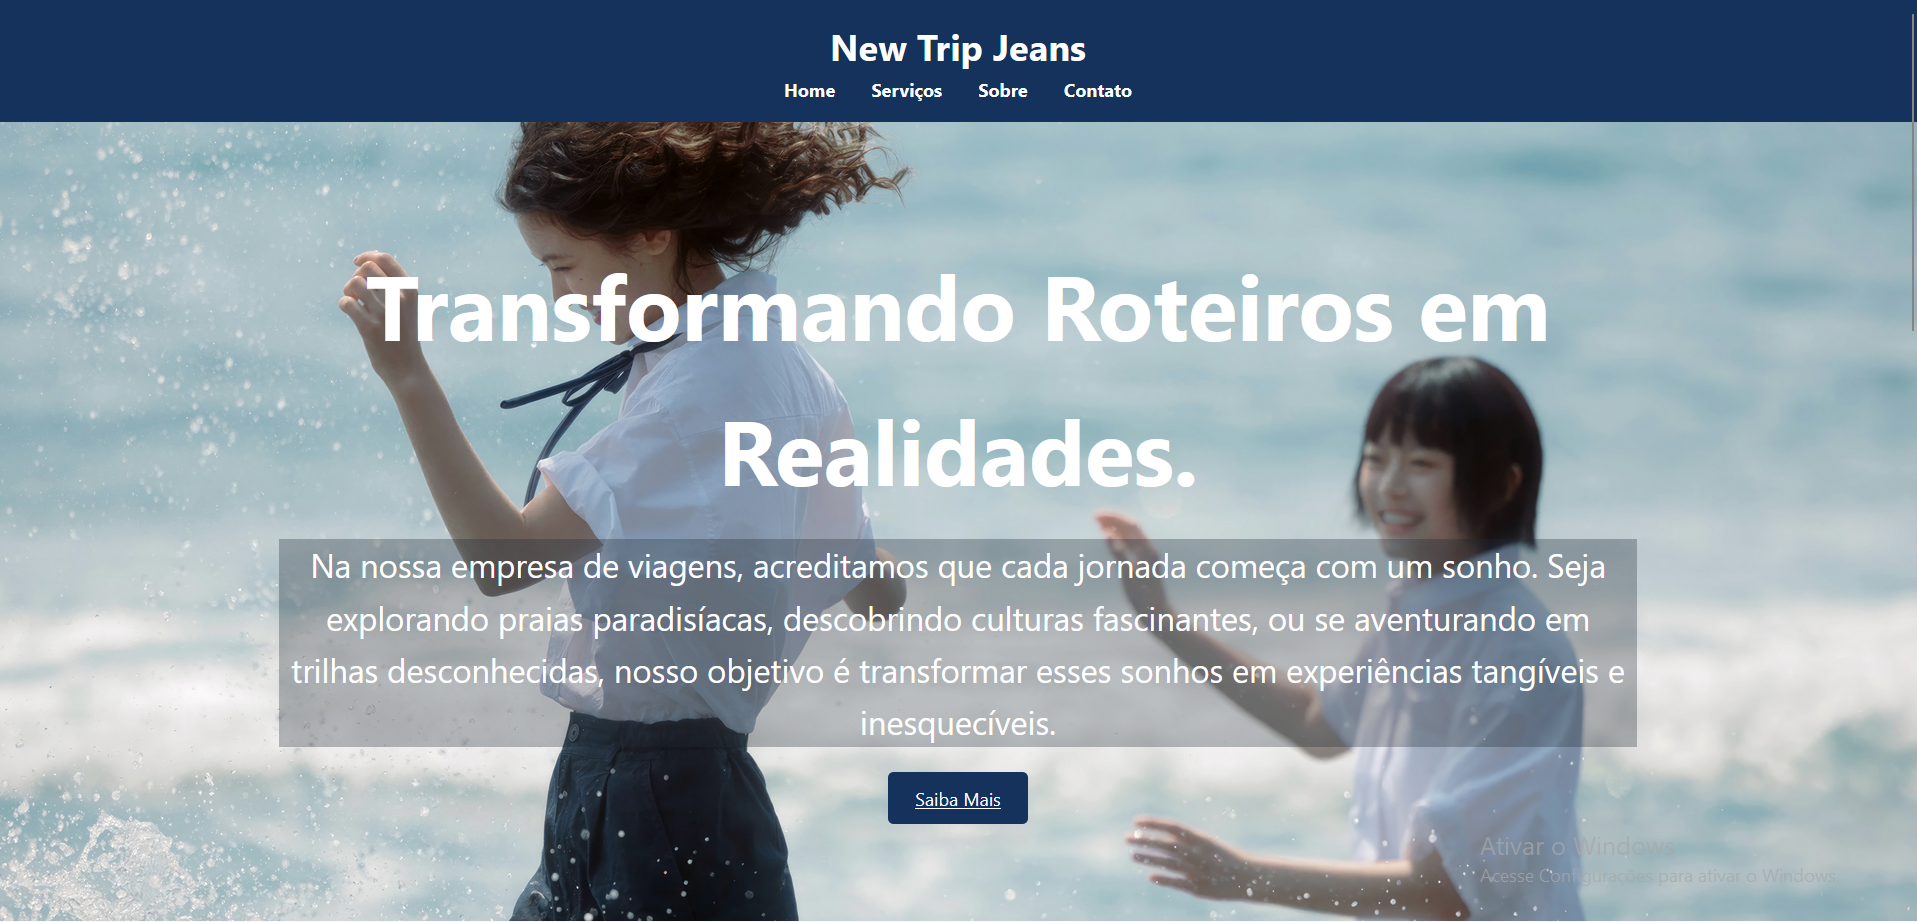 New Trip Jeans
Home Serviços Sobre Contato
Transformando Roteiros em
Realidades.
Na nossa empresa de viagens, acreditamos que cada jornada começa com um sonho. Seja
explorando praias paradisíacas, descobrindo culturas fascinantes, ou se aventurando em
trilhas desconhecidas, nosso objetivo é transformar esses sonhos em experiências tangíveis e
inesquecíveis.
Saiba Mais
Ativar o Windows
Acesse Configurações para ativar o Windows.